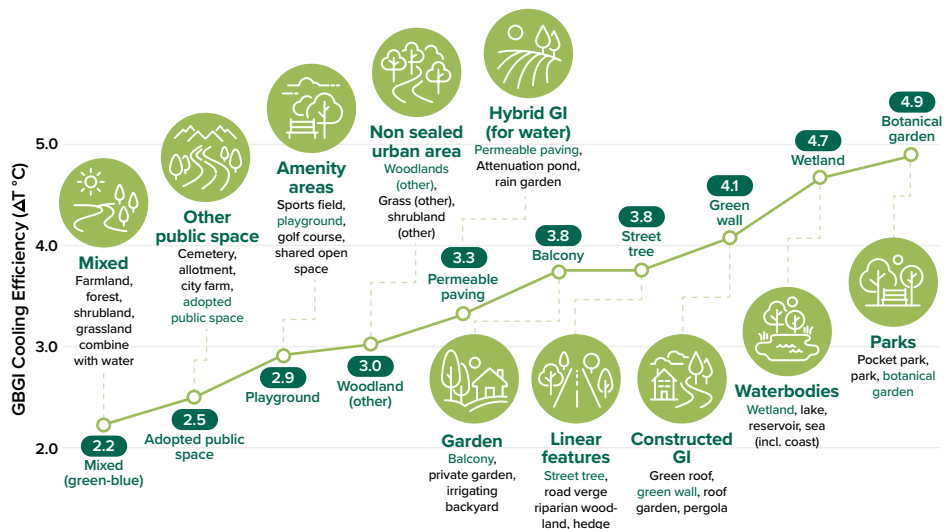 GBGI Cooling Efficiency (ΔT °C)
5.0
4.0
3.0
2.0
Mixed
Farmland,
forest,
shrubland,
grassland
combine
with water
2.2
Mixed
(green-blue)
Other
public space
Cemetery,
allotment,
city farm,
adopted
public space
2.5
Adopted public
space
Amenity
areas
Sports field,
playground,
golf course,
shared open
space
2.9
Playground
Non sealed
urban area
Woodlands
(other),
Grass (other),
shrubland
(other)
3.0
Woodland
(other)
Hybrid GI
(for water)
Permeable paving,
Attenuation pond,
rain garden
3.3
Permeable
paving
3.8
Balcony
Garden
Balcony,
private garden,
irrigating
backyard
3.8
Street
tree
Linear
features
Street tree,
road verge
riparian wood-
land, hedge
4.1
Green
wall
Constructed
GI
Green roof,
green wall, roof
garden, pergola
4.7
Wetland
Waterbodies
Wetland, lake,
reservoir, sea
(incl. coast)
4.9
Botanical
garden
Parks
Pocket park,
park, botanical
garden